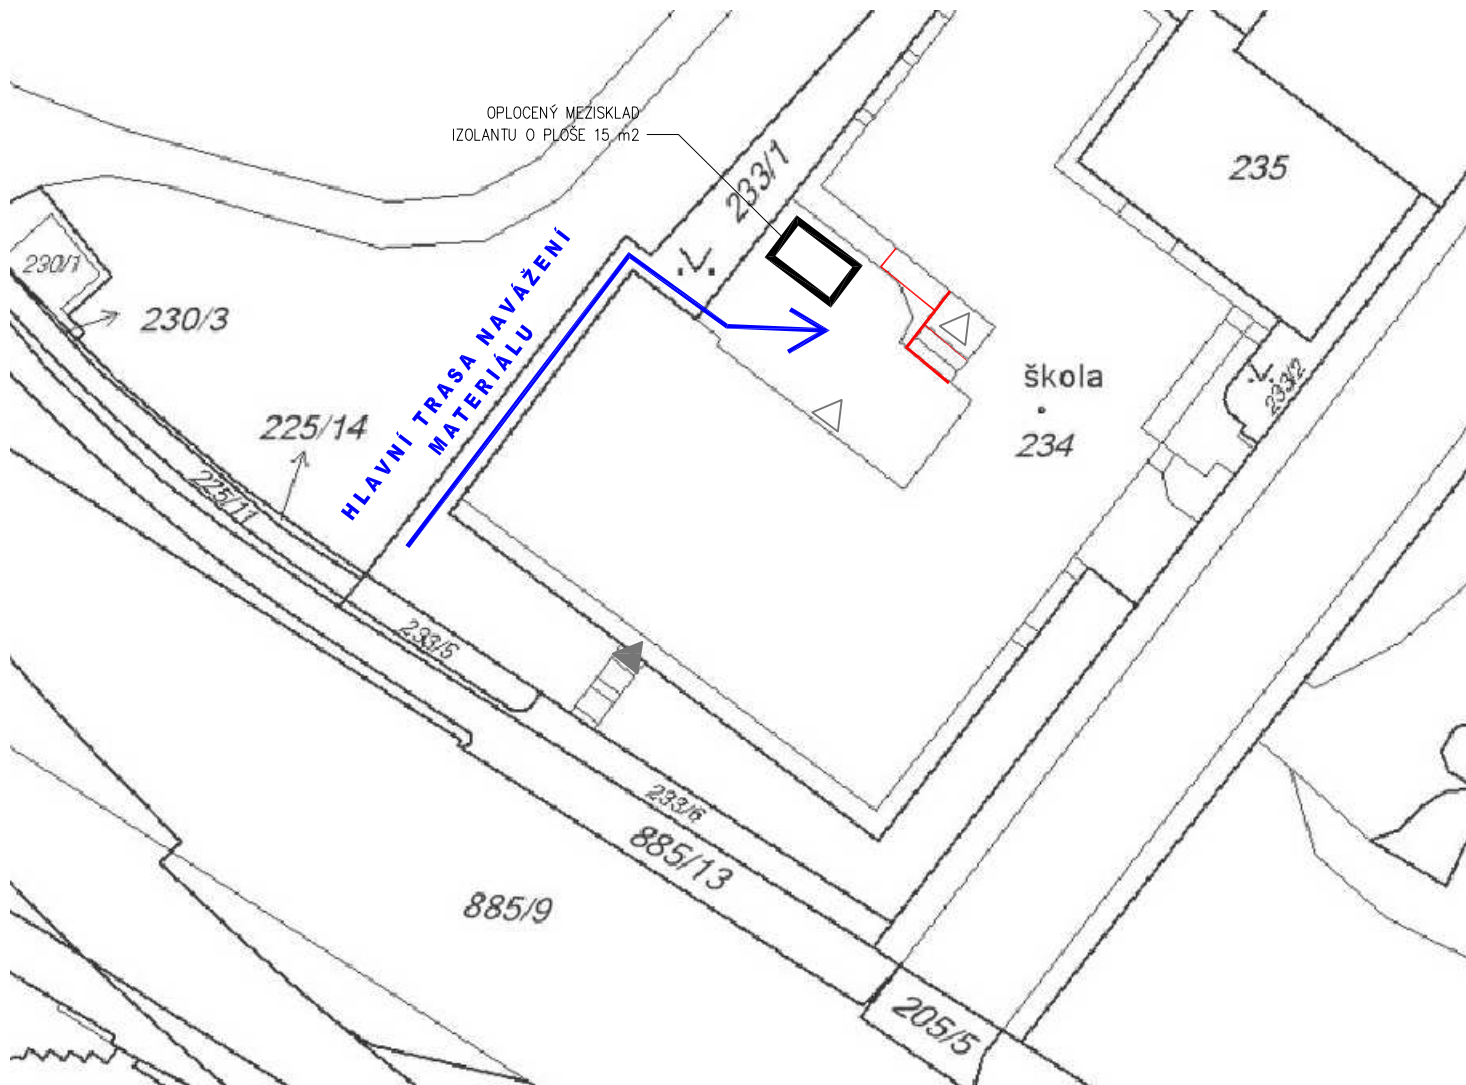 OPLOCENÝ MEZISKLAD
IZOLANTU O PLOŠE 15 m2
233/1
235
230/1
230/3
HLAVNÍ TRASA NAVÁŽENÍ
MATERIÁLU
škola
234
233/2
225/14
225/11
233/5
233/6
885/13
885/9
205/5